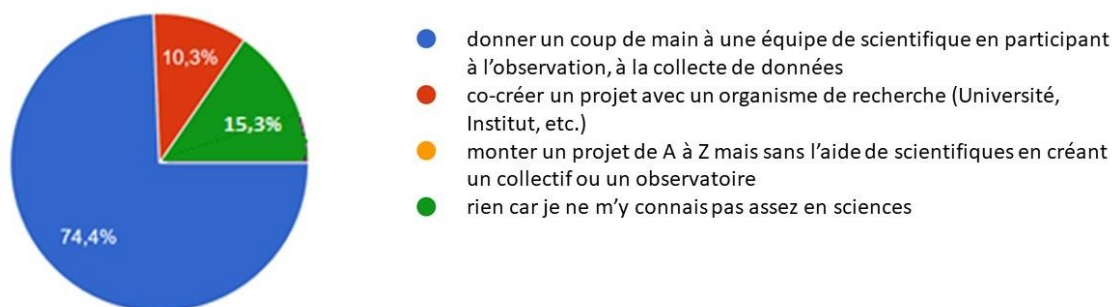 10,3%
15,3%
74,4%
donner un coup de main à une équipe de scientifique en participant
à l’observation, à la collecte de données
co-créer un projet avec un organisme de recherche (Université,
Institut, etc.)
monter un projet de A à Z mais sans l’aide de scientifiques en créant
un collectif ou un observatoire
rien car je ne m’y connais pas assez en sciences